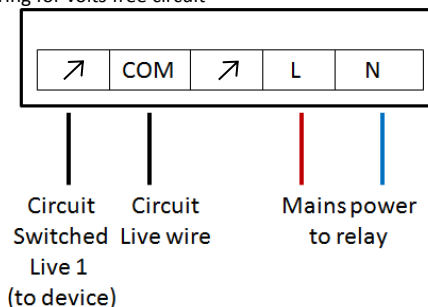 ring for volts free circuit
↗ COM ↗ L N
Circuit Switched Live 1 (to device)
Circuit Live wire
Mains power to relay